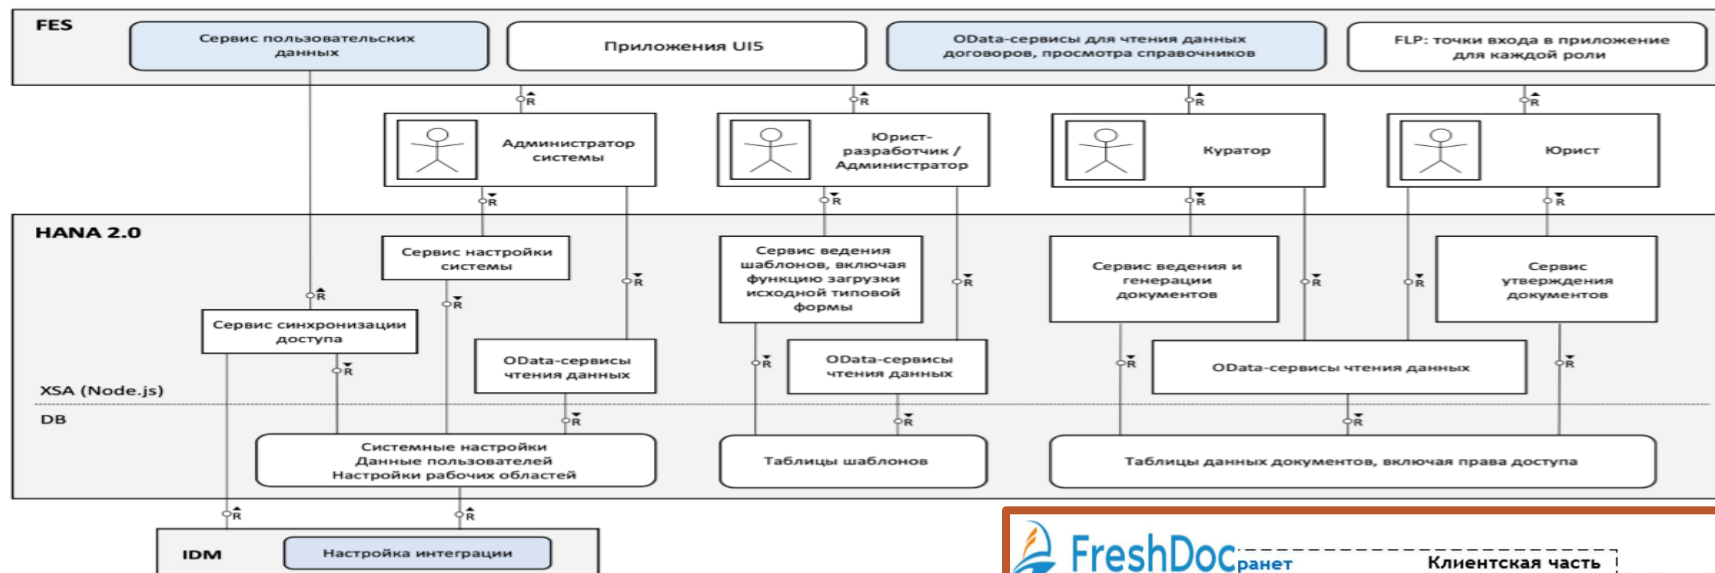 FES
Сервис пользовательских
данных
Приложения UI5
OData-сервисы для чтения данных
договоров, просмотра справочников
FLP: точки входа в приложение
для каждой роли
R
R
R
R
Администратор
системы
Юрист-
разработчик /
Администратор
Куратор
Юрист
R
R
R
R
HANA 2.0
Сервис настройки
системы
Сервис ведения
шаблонов, включая
функцию загрузки
исходной типовой
формы
Сервис ведения и
генерации
документов
Сервис
утверждения
документов
R
R
R
R
R
R
Сервис синхронизации
доступа
OData-сервисы
чтения данных
OData-сервисы
чтения данных
OData-сервисы чтения данных
R
R
R
R
XSA (Node.js)
DB
R
R
R
Системные настройки
Данные пользователей
Настройки рабочих областей
Таблицы шаблонов
Таблицы данных документов, включая права доступа
R
R
IDM
Настройка интеграции
FreshDoc
ранет
Клиентская часть